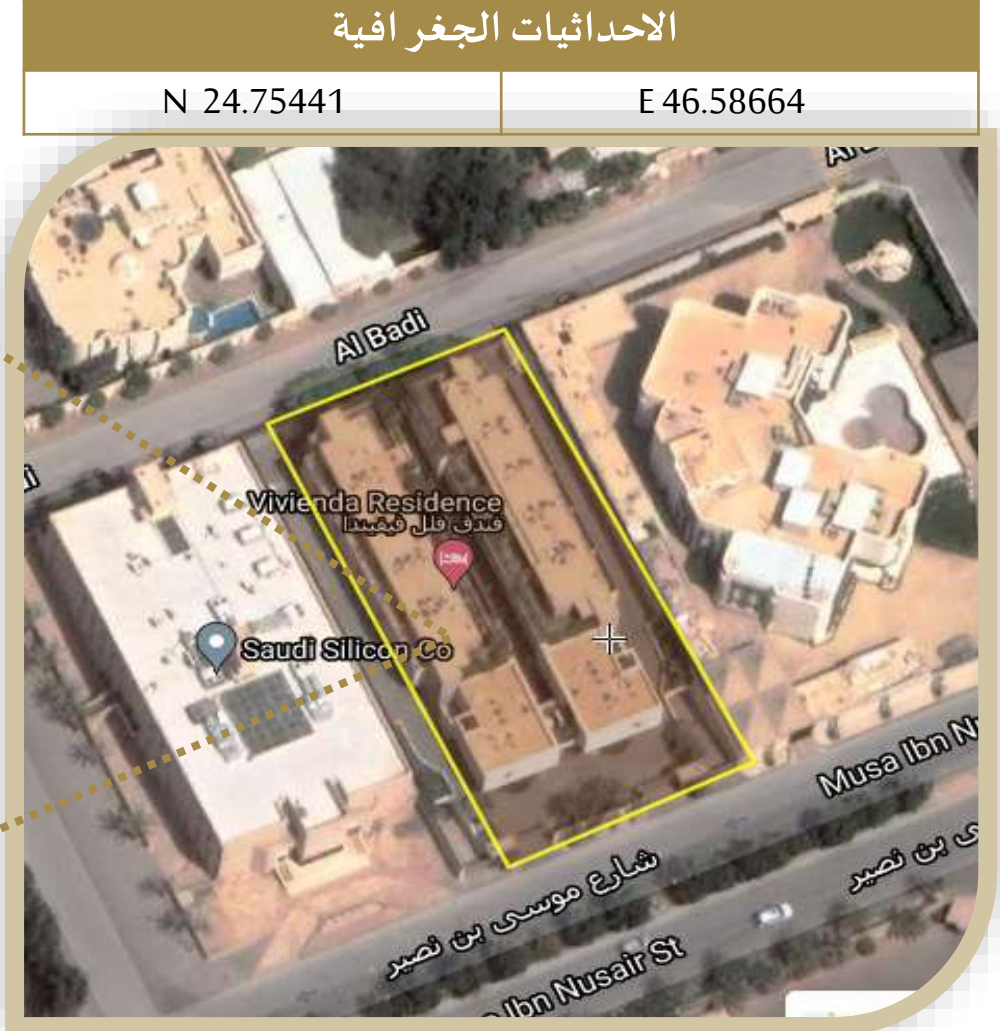 الاحداثيات الجغرافية
N 24.75441
E 46.58664
Al Badi
Vivienda Residence
فندق فلل فيفيندا
Saudi Silicon Co
Musa Ibn N
شارع موسى بن نصير
ى بن نصير
Ibn Nusair St